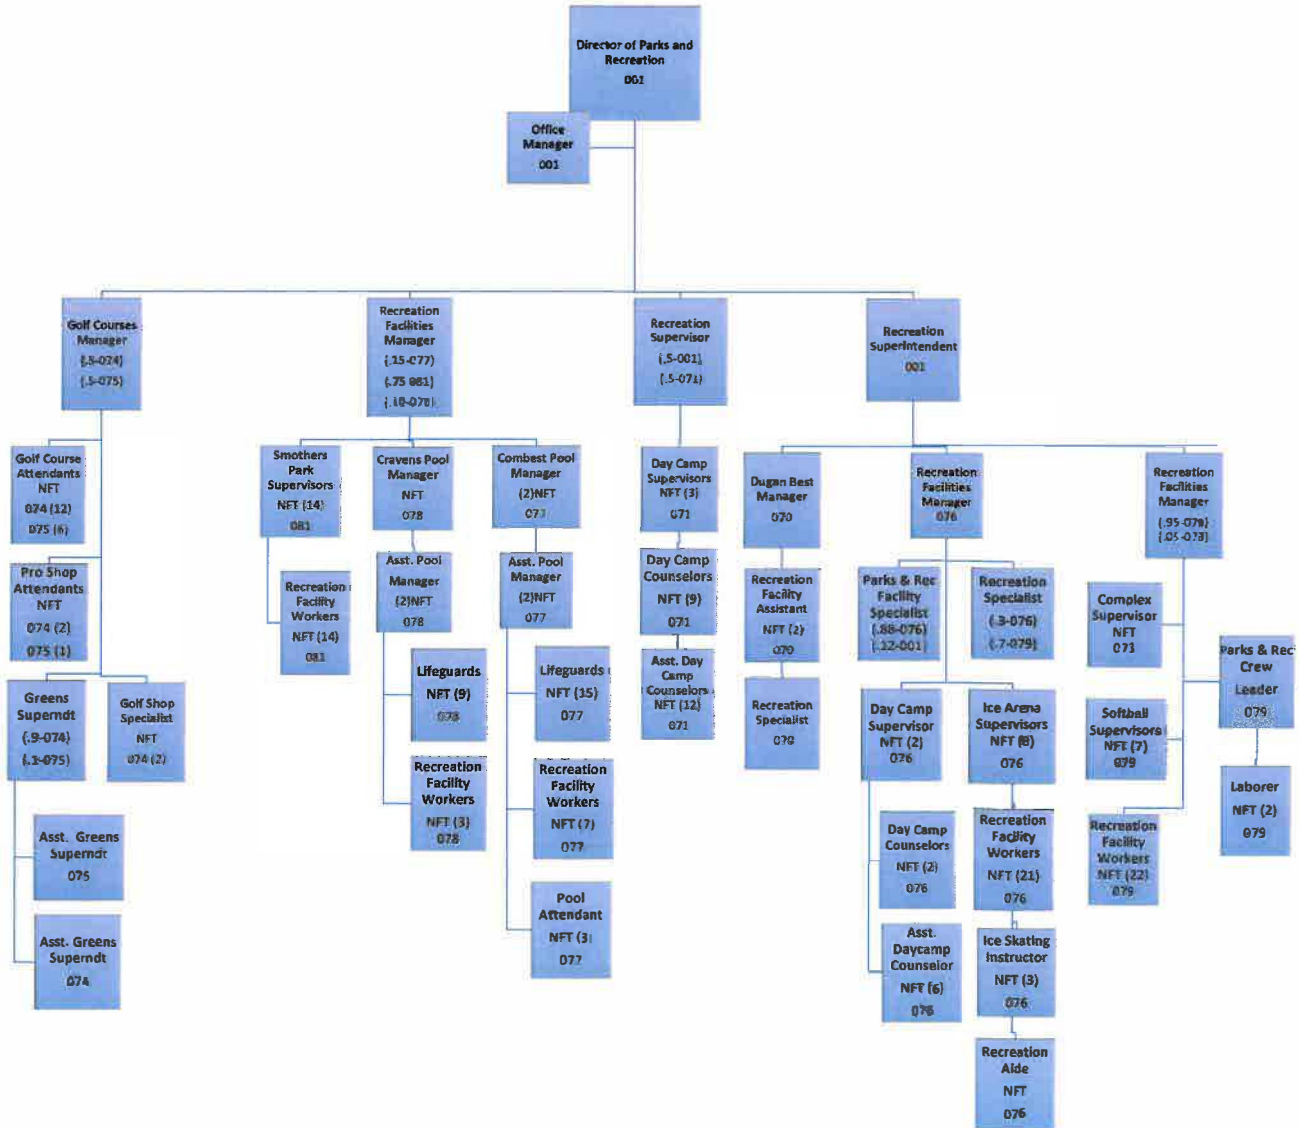 Director of Parks and
Recreation
001
Office
Manager
001
Golf Courses
Manager
(.5-074)
(.5-075)
Recreation
Facilities
Manager
(.15-077)
(.75-081)
(.10-078)
Recreation
Supervisor
(.5-001)
(.5-071)
Recreation
Superintendent
001
Golf Course
Attendants
NFT
074 (12)
075 (6)
Pro Shop
Attendants
NFT
074 (2)
075 (1)
Greens
Superndt
(.9-074)
(.1-075)
Golf Shop
Specialist
NFT
074 (2)
Asst. Greens
Superndt
075
Asst. Greens
Superndt
074
Smothers
Park
Supervisors
NFT (14)
081
Recreation
Facility
Workers
NFT (14)
081
Cravens Pool
Manager
NFT
078
Asst. Pool
Manager
(2)NFT
078
Lifeguards
NFT (9)
078
Recreation
Facility
Workers
NFT (3)
078
Combest Pool
Manager
(2)NFT
077
Asst. Pool
Manager
(2)NFT
077
Lifeguards
NFT (15)
077
Recreation
Facility
Workers
NFT (7)
077
Pool
Attendant
NFT (3)
077
Day Camp
Supervisors
NFT (3)
071
Day Camp
Counselors
NFT (9)
071
Asst. Day
Camp
Counselors
NFT (12)
071
Dugan Best
Manager
070
Recreation
Facility
Assistant
NFT (2)
070
Recreation
Specialist
070
Recreation
Facilities
Manager
076
Parks & Rec
Facility
Specialist
(.88-076)
(.12-001)
Recreation
Specialist
(.3-076)
(.7-079)
Day Camp
Supervisor
NFT (2)
076
Day Camp
Counselors
NFT (2)
076
Asst.
Daycamp
Counselor
NFT (6)
076
Ice Arena
Supervisors
NFT (8)
076
Recreation
Facility
Workers
NFT (21)
076
Ice Skating
Instructor
NFT (3)
076
Recreation
Aide
NFT
076
Recreation
Facilities
Manager
(.95-079)
(.05-073)
Complex
Supervisor
NFT
073
Parks & Rec
Crew
Leader
079
Softball
Supervisors
NFT (7)
079
Laborer
NFT (2)
079
Recreation
Facility
Workers
NFT (22)
079